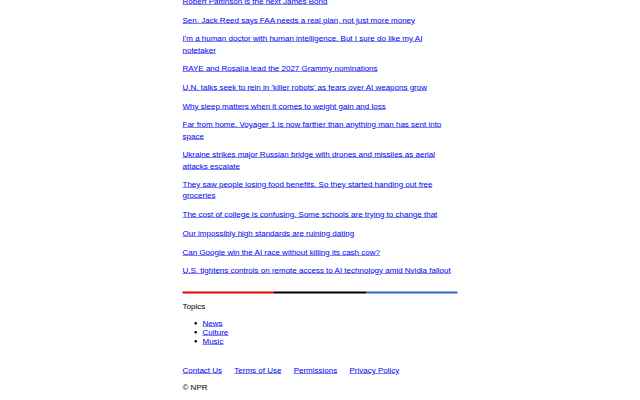 Robert Pattinson is the next James Bond
Sen. Jack Reed says FAA needs a real plan, not just more money
I'm a human doctor with human intelligence. But I sure do like my AI
notetaker
RAYE and Rosalía lead the 2027 Grammy nominations
U.N. talks seek to rein in 'killer robots' as fears over AI weapons grow
Why sleep matters when it comes to weight gain and loss
Far from home, Voyager 1 is now farther than anything man has sent into
space
Ukraine strikes major Russian bridge with drones and missiles as aerial
attacks escalate
They saw people losing food benefits. So they started handing out free
groceries
The cost of college is confusing. Some schools are trying to change that
Our impossibly high standards are ruining dating
Can Google win the AI race without killing its cash cow?
U.S. tightens controls on remote access to AI technology amid Nvidia fallout
Topics
News
Culture
Music
Contact Us Terms of Use Permissions Privacy Policy
© NPR